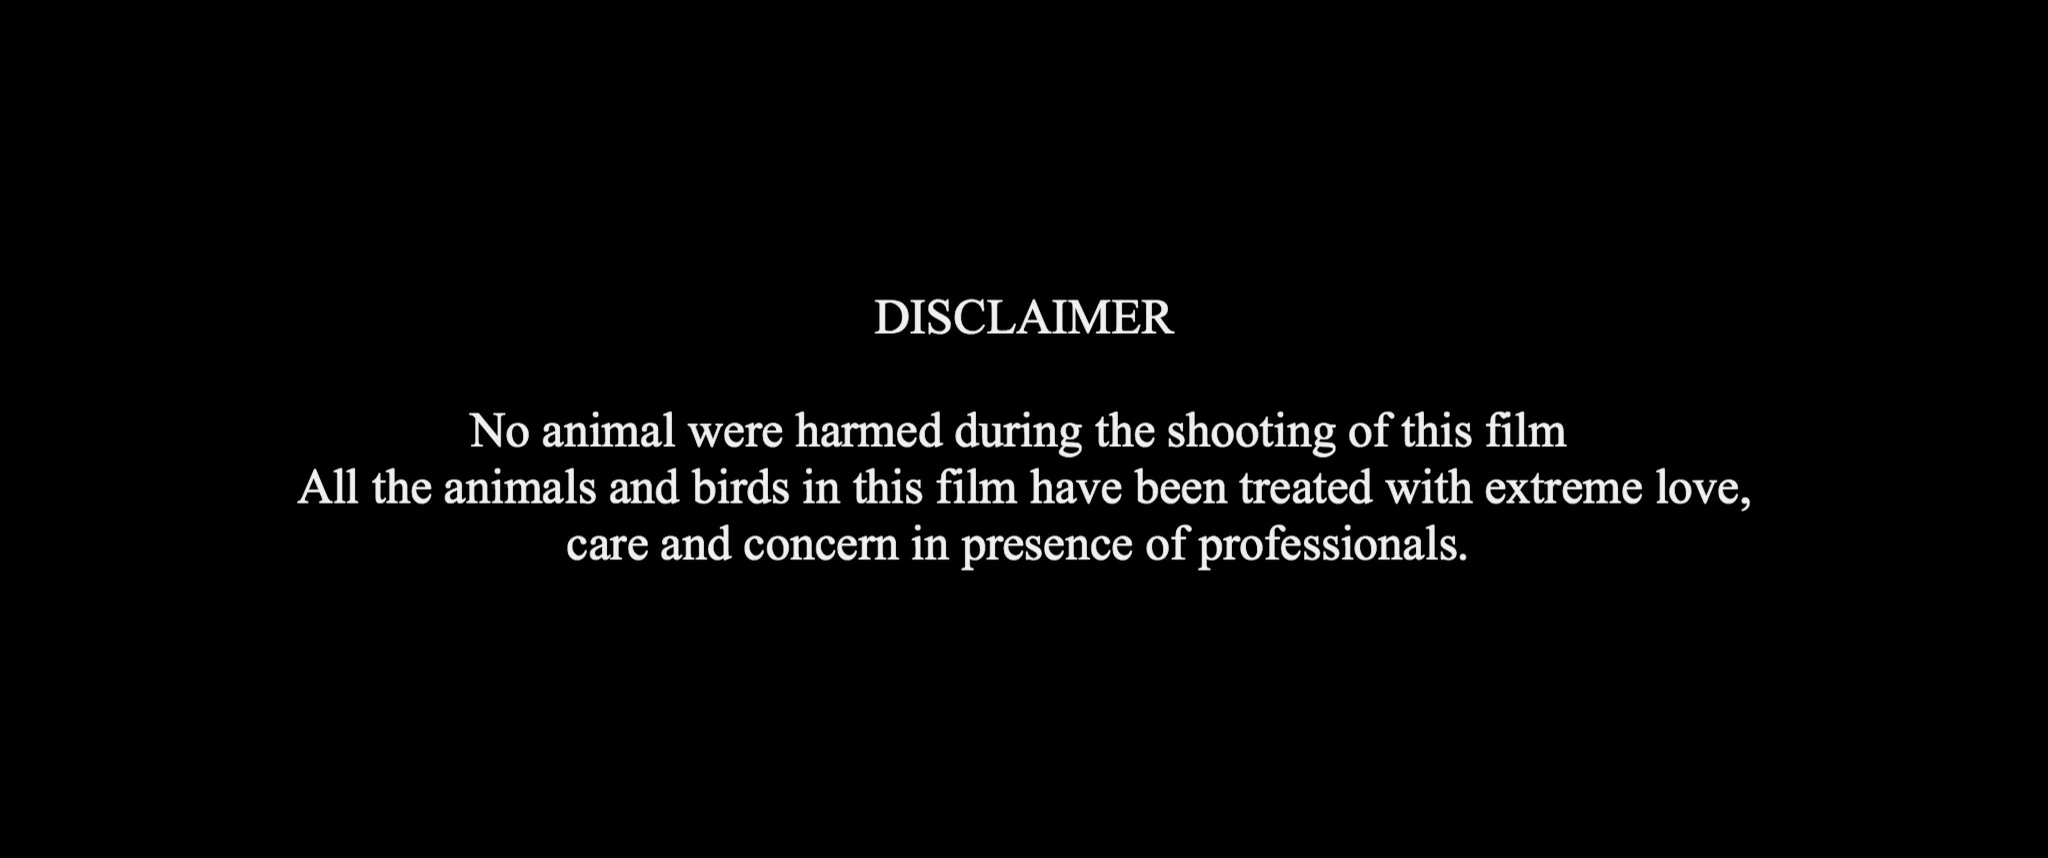 DISCLAIMER
No animal were harmed during the shooting of this film
All the animals and birds in this film have been treated with extreme love,
care and concern in presence of professionals.